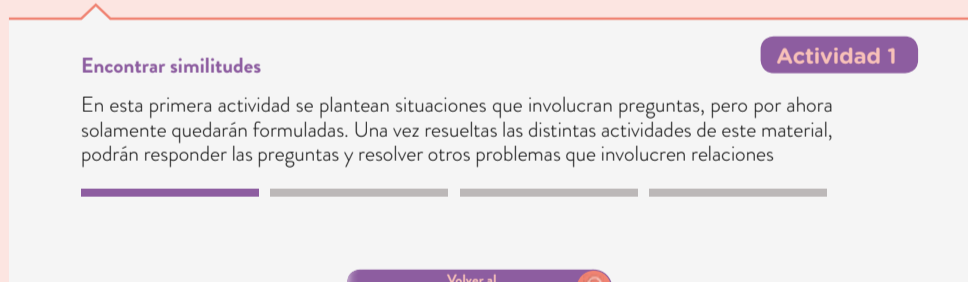 Actividad 1
Encontrar similitudes
En esta primera actividad se plantean situaciones que involucran preguntas, pero por ahora
solamente quedarán formuladas. Una vez resueltas las distintas actividades de este material,
podrán responder las preguntas y resolver otros problemas que involucren relaciones
Volver al